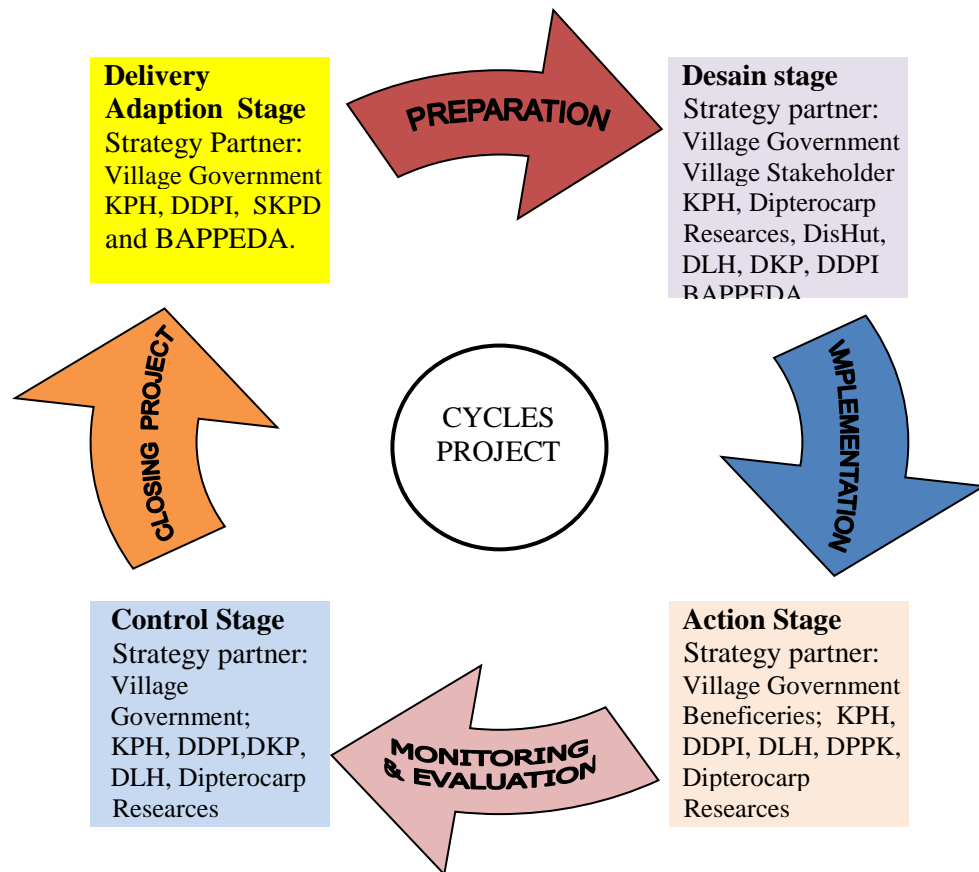 Delivery
Adaption Stage
Strategy Partner:
Village Government
KPH, DDPI, SKPD
and BAPPEDA.
PREPARATION
Desain stage
Strategy partner:
Village Government
Village Stakeholder
KPH, Dipterocarp
Researces, DisHut,
DLH, DKP, DDPI
BAPPEDA
IMPLEMENTATION
CLOSING PROJECT
CYCLES
PROJECT
Control Stage
Strategy partner:
Village
Government;
KPH, DDPI,DKP,
DLH, Dipterocarp
Researces
MONITORING
& EVALUATION
Action Stage
Strategy partner:
Village Government
Beneficeries; KPH,
DDPI, DLH, DPPK,
Dipterocarp
Researces